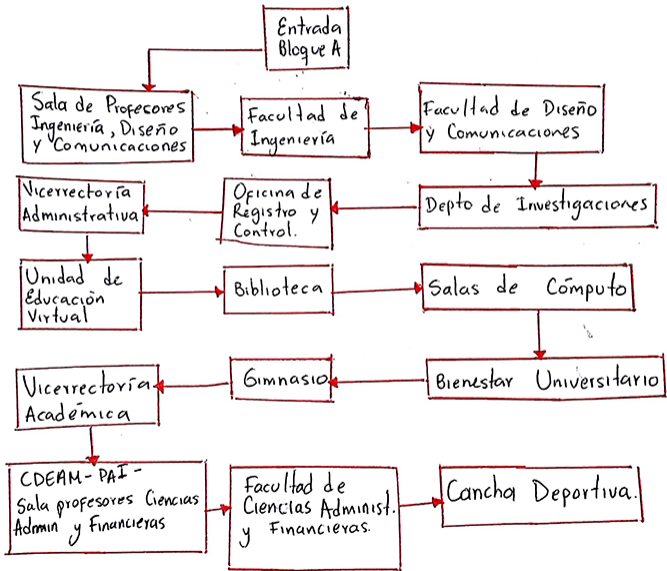 Entrada
Bloque A
Sala de Profesores
Ingeniería, Diseño
y Comunicaciones
Facultad de
Ingeniería
Facultad de Diseño
y Comunicaciones
Depto de Investigaciones
Oficina de
Registro y
Control.
Vicerrectoría
Administrativa
Unidad de
Educación
Virtual
Biblioteca
Salas de Cómputo
Bienestar Universitario
Gimnasio
Vicerrectoría
Académica
CDEAM-PAI-
Sala profesores Ciencias
Admin y Financieras
Facultad de
Ciencias Administ.
y Financieras.
Cancha Deportiva.